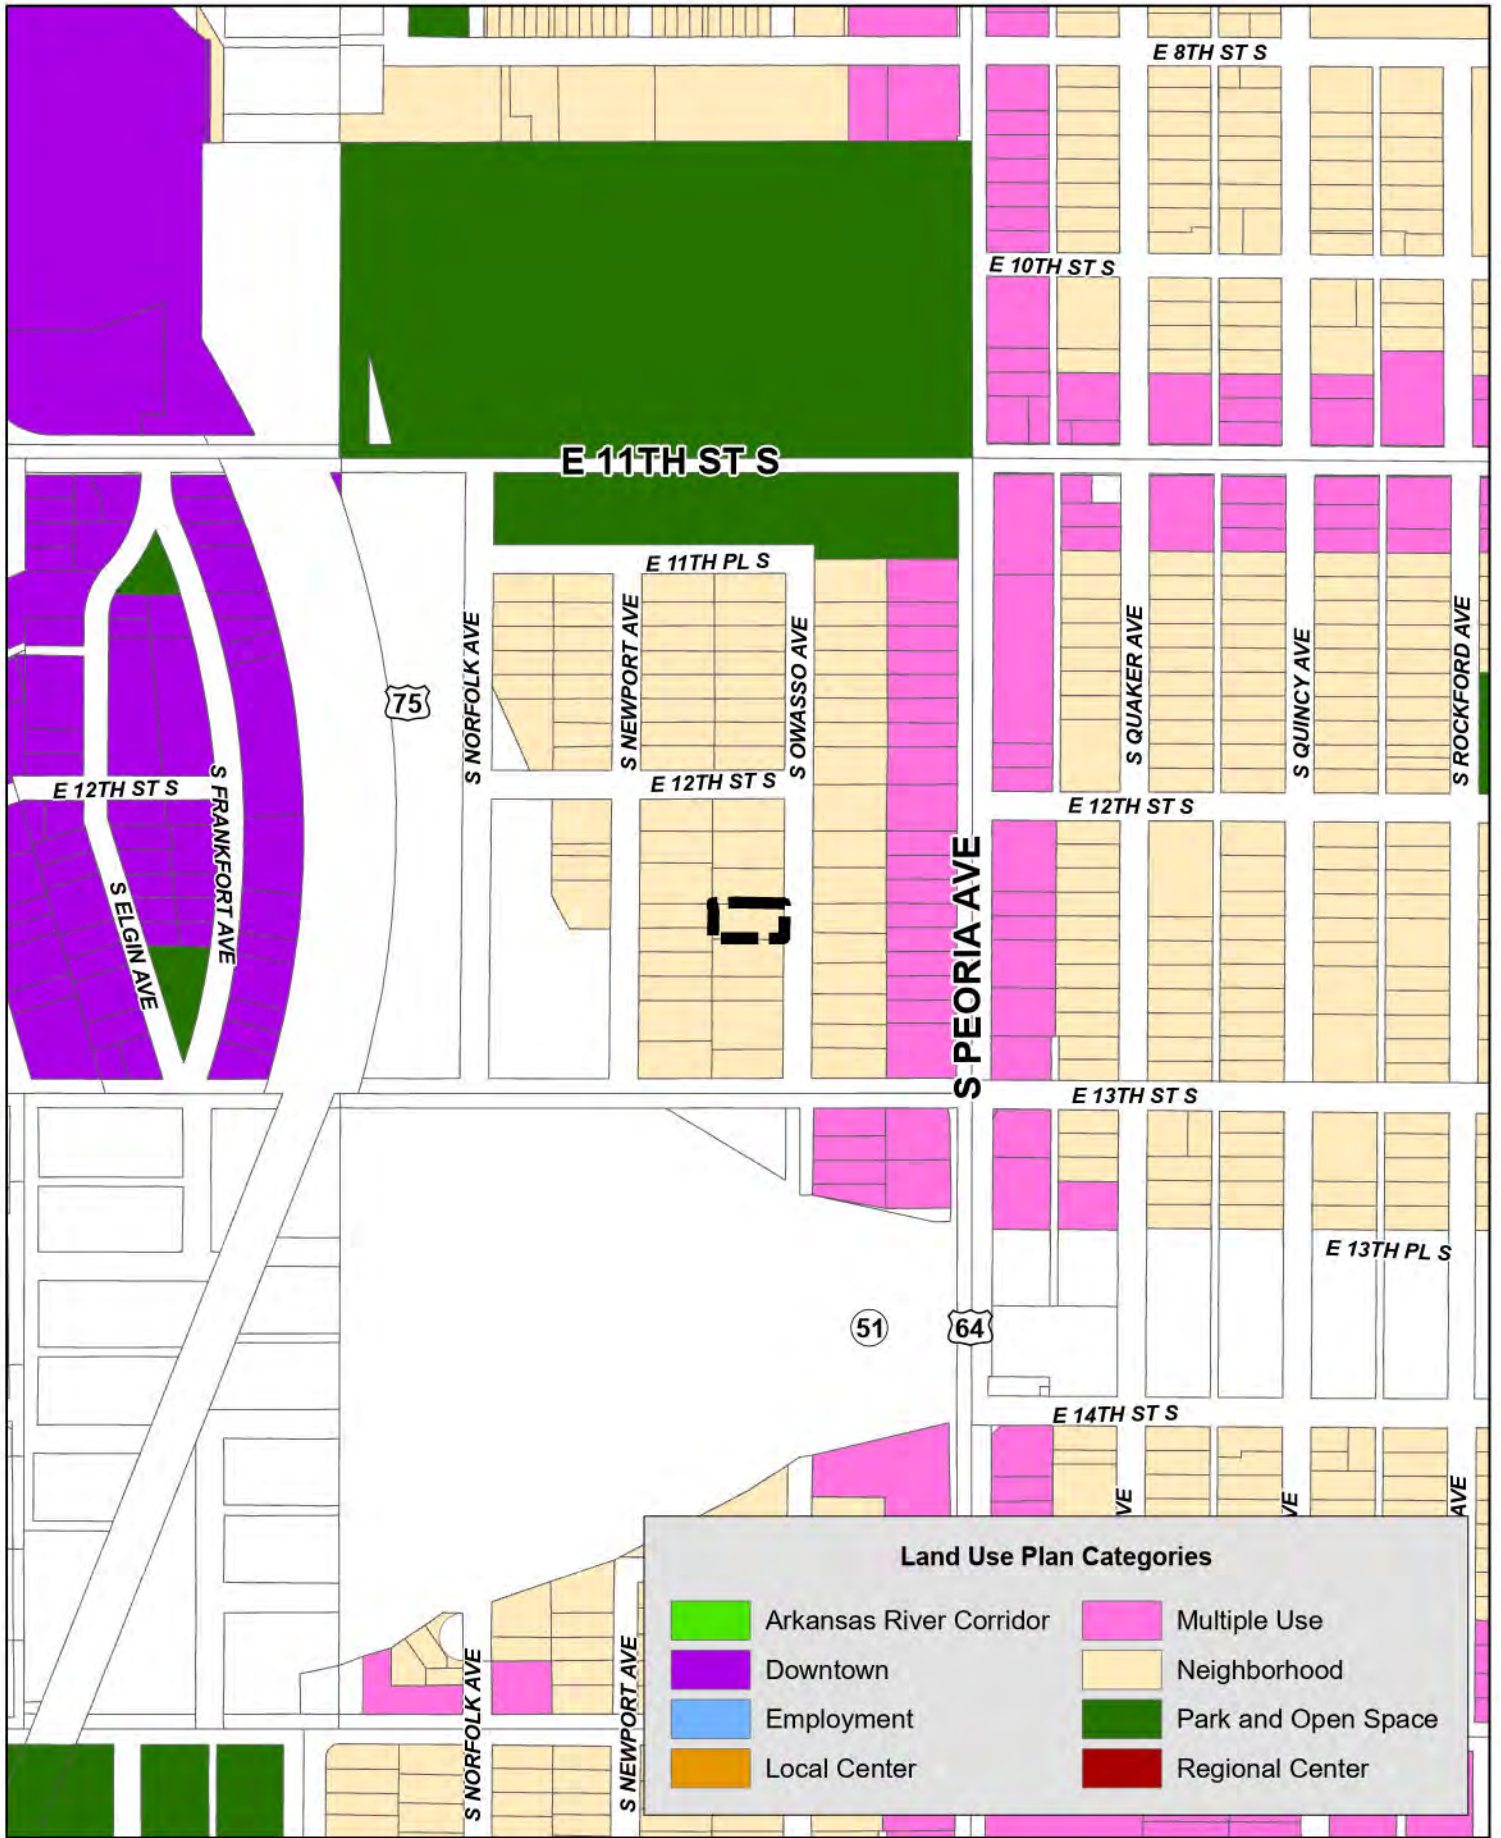 E 8TH ST S
E 10TH ST S
E 11TH ST S
E 11TH PL S
S NORFOLK AVE
S NEWPORT AVE
S OWASSO AVE
S QUAKER AVE
S QUINCY AVE
S ROCKFORD AVE
75
E 12TH ST S
E 12TH ST S
E 12TH ST S
S FRANKFORT AVE
S ELGIN AVE
S PEORIA AVE
E 13TH ST S
E 13TH PL S
51
64
E 14TH ST S
VE
VE
AVE
S NORFOLK AVE
S NEWPORT AVE
Land Use Plan Categories
Arkansas River Corridor
Downtown
Employment
Local Center
Multiple Use
Neighborhood
Park and Open Space
Regional Center